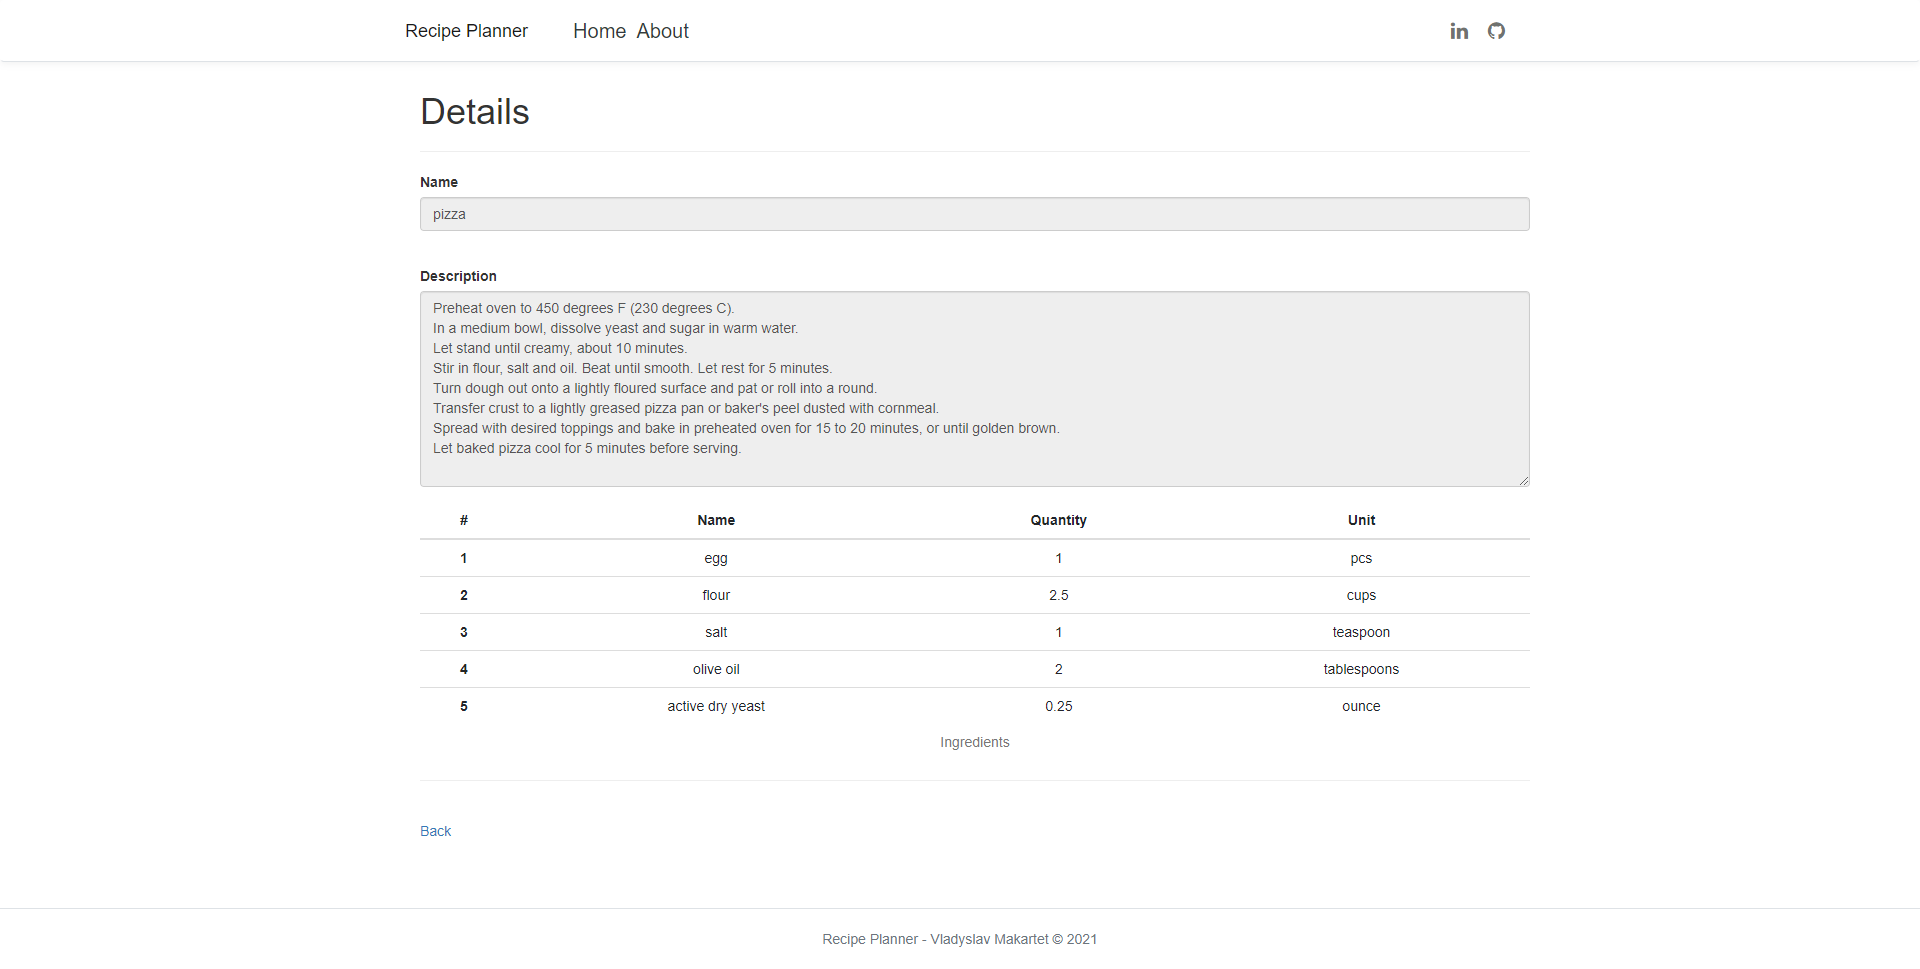 Recipe Planner Home About
Details
Name
pizza
Description
Preheat oven to 450 degrees F (230 degrees C).
In a medium bowl, dissolve yeast and sugar in warm water.
Let stand until creamy, about 10 minutes.
Stir in flour, salt and oil. Beat until smooth. Let rest for 5 minutes.
Turn dough out onto a lightly floured surface and pat or roll into a round.
Transfer crust to a lightly greased pizza pan or baker's peel dusted with cornmeal.
Spread with desired toppings and bake in preheated oven for 15 to 20 minutes, or until golden brown.
Let baked pizza cool for 5 minutes before serving.
# Name Quantity Unit
1 egg 1 pcs
2 flour 2.5 cups
3 salt 1 teaspoon
4 olive oil 2 tablespoons
5 active dry yeast 0.25 ounce
Ingredients
Back
Recipe Planner - Vladyslav Makartet © 2021